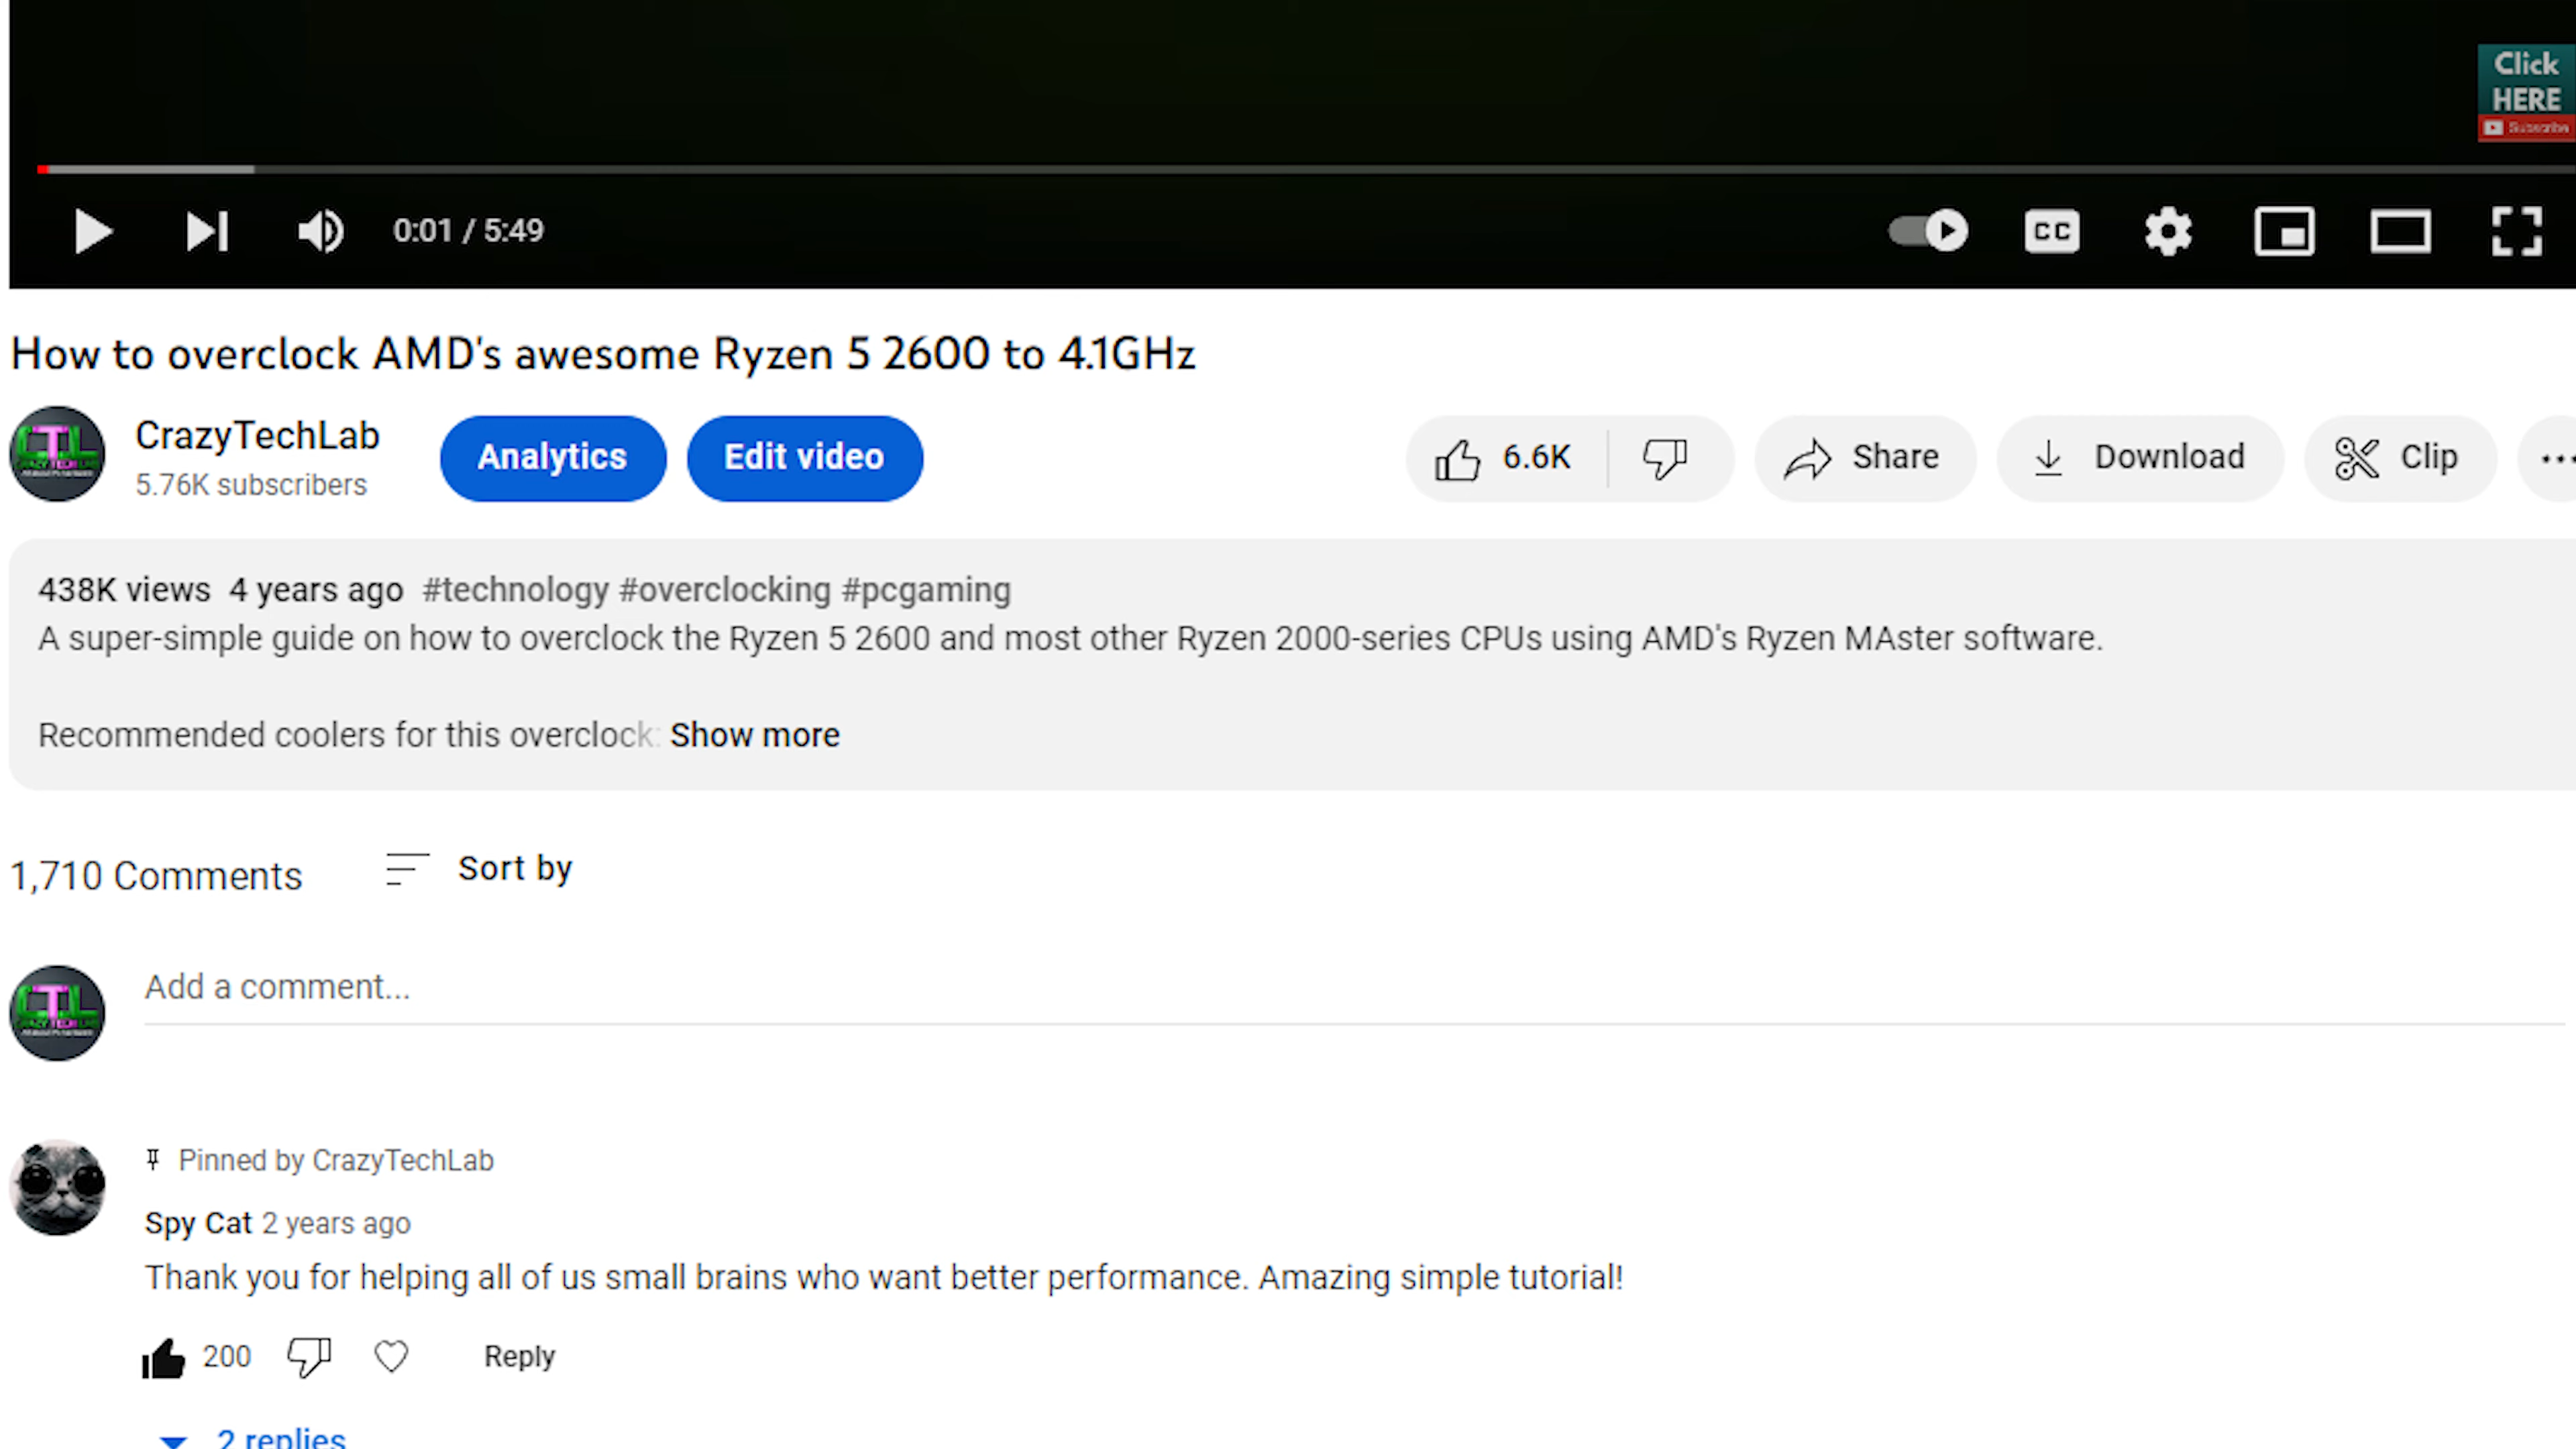 Click
HERE
Subscribe
0:01 / 5:49
CC
How to overclock AMD's awesome Ryzen 5 2600 to 4.1GHz
CrazyTechLab
5.76K subscribers
Analytics
Edit video
6.6K
Share
Download
Clip
438K views 4 years ago #technology #overclocking #pcgaming
A super-simple guide on how to overclock the Ryzen 5 2600 and most other Ryzen 2000-series CPUs using AMD's Ryzen MAster software.
Recommended coolers for this overclock: Show more
1,710 Comments
Sort by
CTL
Add a comment...
CTL
Pinned by CrazyTechLab
Spy Cat 2 years ago
Thank you for helping all of us small brains who want better performance. Amazing simple tutorial!
200
Reply
2 replies